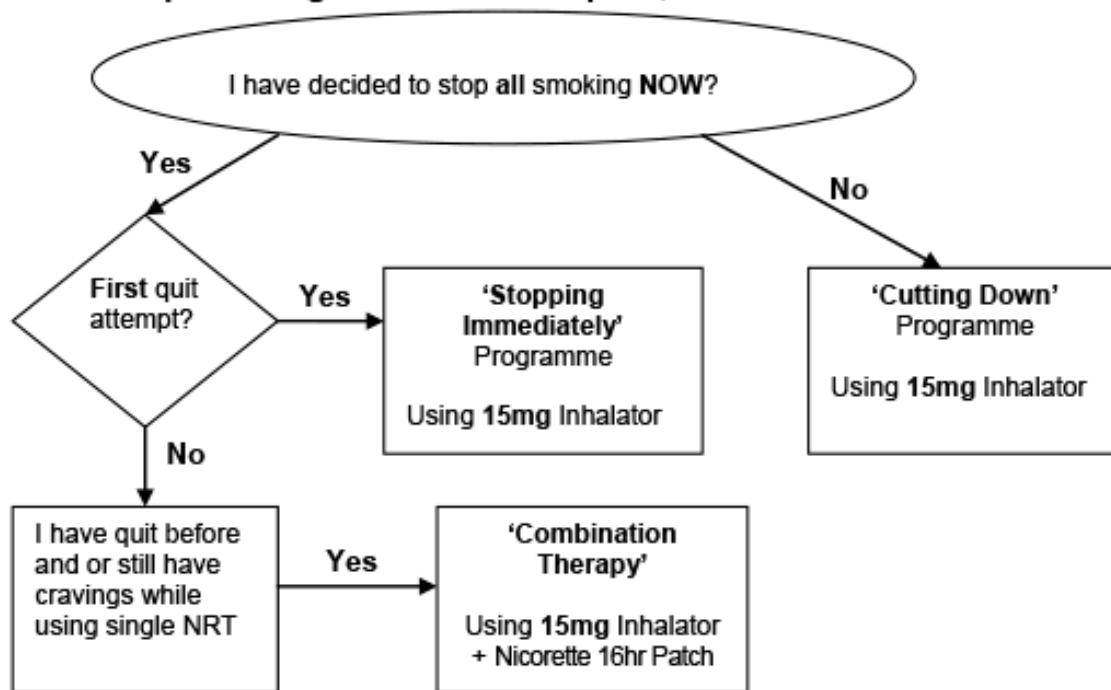 I have decided to stop all smoking NOW?
Yes
No
First quit
attempt?
Yes
‘Stopping
Immediately’
Programme
Using 15mg Inhalator
‘Cutting Down’
Programme
Using 15mg Inhalator
No
I have quit before
and or still have
cravings while
using single NRT
Yes
‘Combination
Therapy’
Using 15mg Inhalator
+ Nicorette 16hr Patch